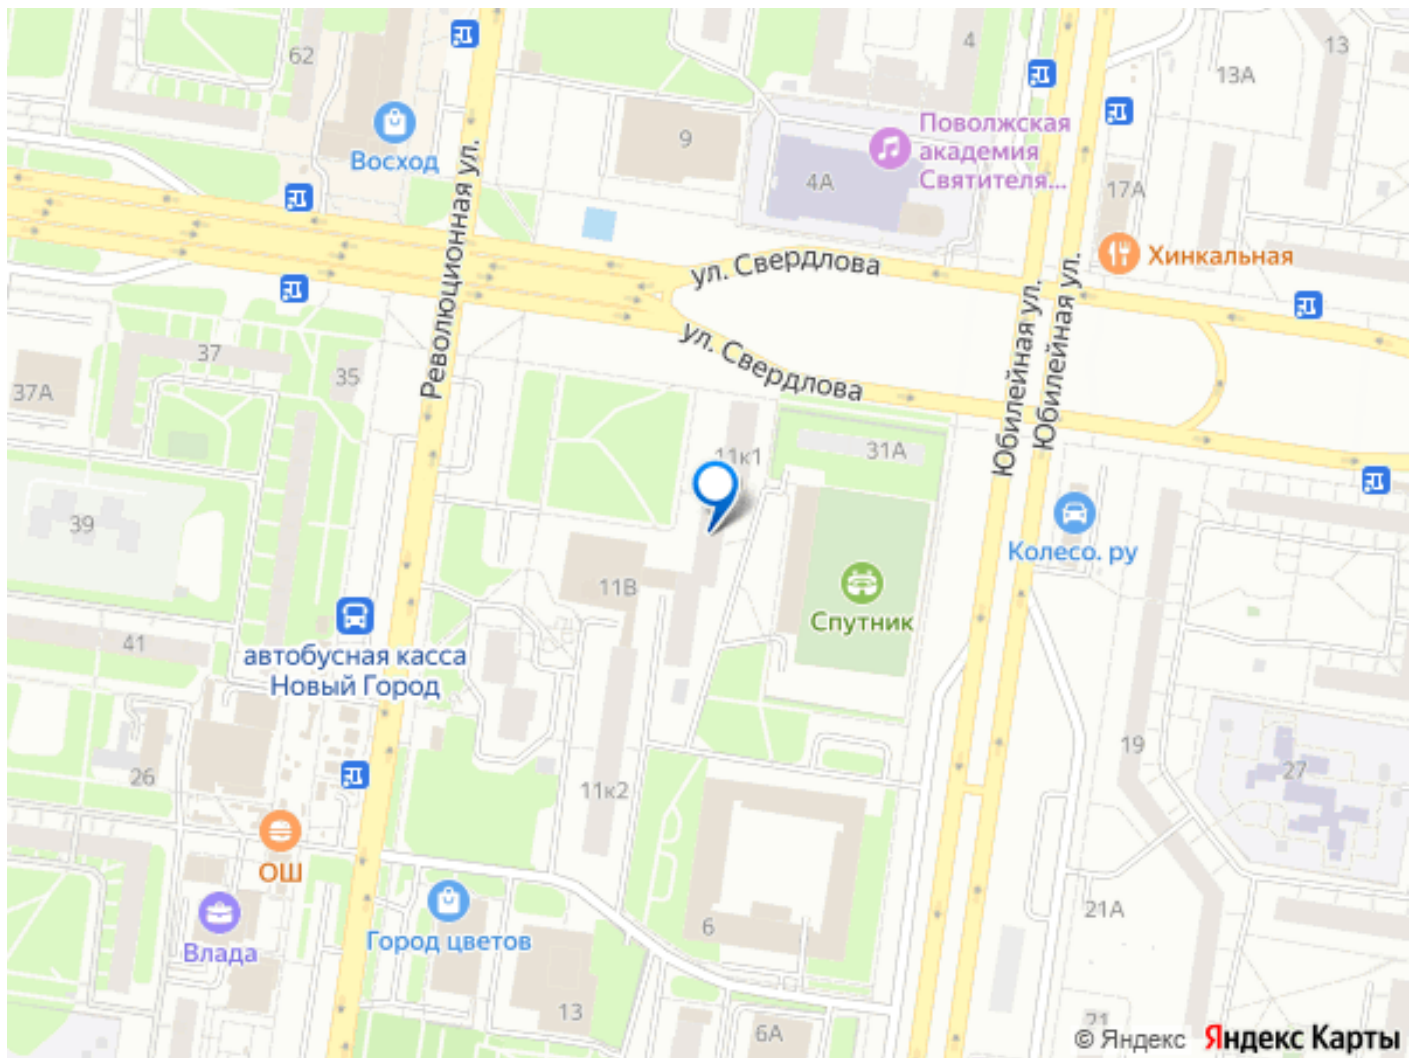 62
4
13
13А
Восход
9
Поволжская
академия
Святителя...
4А
17А
Революционная ул.
ул. Свердлова
Хинкальная
Юбилейная ул.
Юбилейная ул.
ул. Свердлова
37
35
37А
11к1
31А
39
Колесо. ру
11В
Спутник
41
автобусная касса
Новый Город
19
27
26
11к2
ОШ
21А
6
Влада
Город цветов
13
6А
21
© Яндекс Яндекс Карты